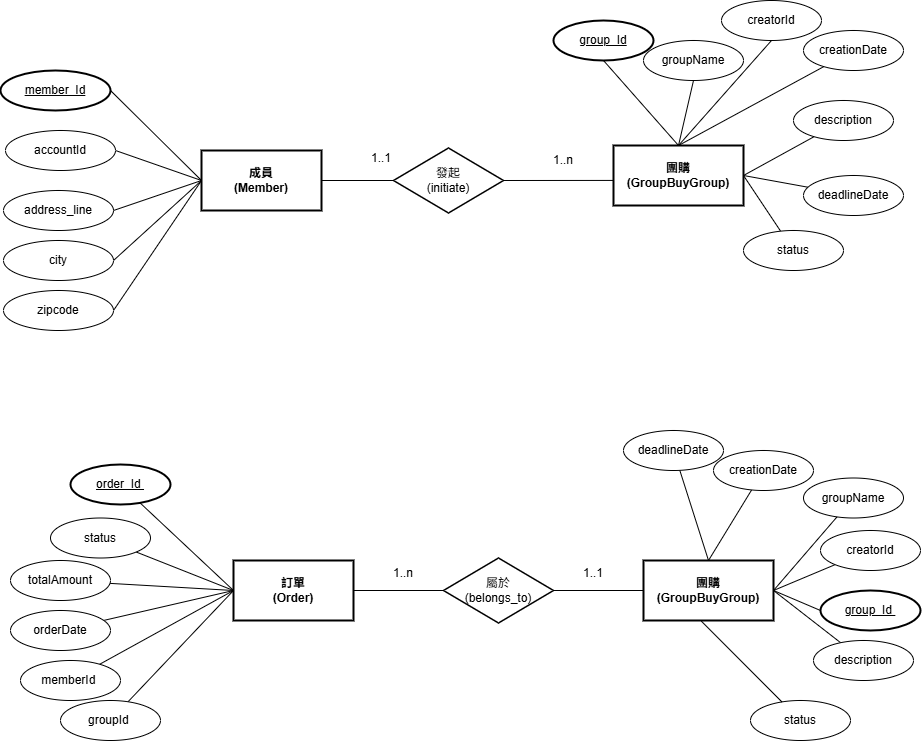 creatorId
group_Id
creationDate
groupName
member_Id
description
accountId
1..1
1..n
成員
(Member)
發起
(initiate)
團購
(GroupBuyGroup)
deadlineDate
address_line
status
city
zipcode
deadlineDate
creationDate
order_Id
groupName
status
creatorId
1..n
1..1
totalAmount
訂單
(Order)
屬於
(belongs_to)
團購
(GroupBuyGroup)
group_Id
orderDate
description
memberId
groupId
status